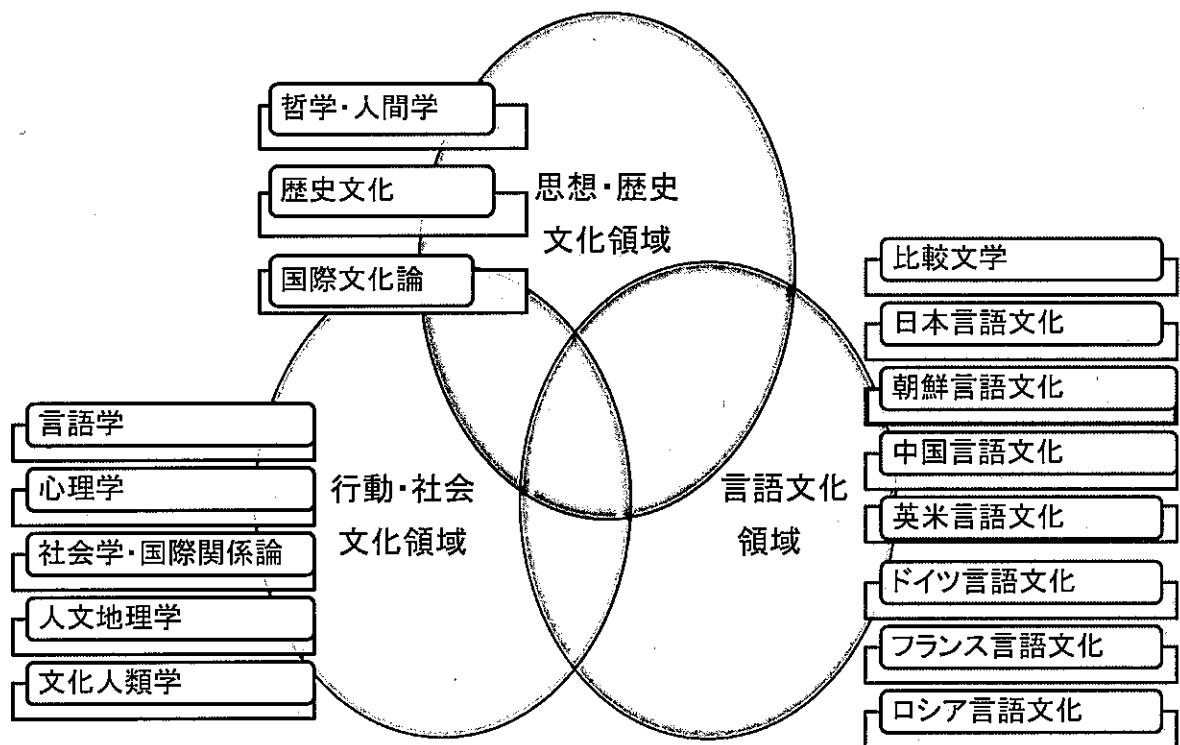 哲学・人間学
歴史文化
国際文化論
思想・歴史
文化領域
言語学
心理学
社会学・国際関係論
人文地理学
文化人類学
行動・社会
文化領域
言語文化
領域
比較文学
日本言語文化
朝鮮言語文化
中国言語文化
英米言語文化
ドイツ言語文化
フランス言語文化
ロシア言語文化